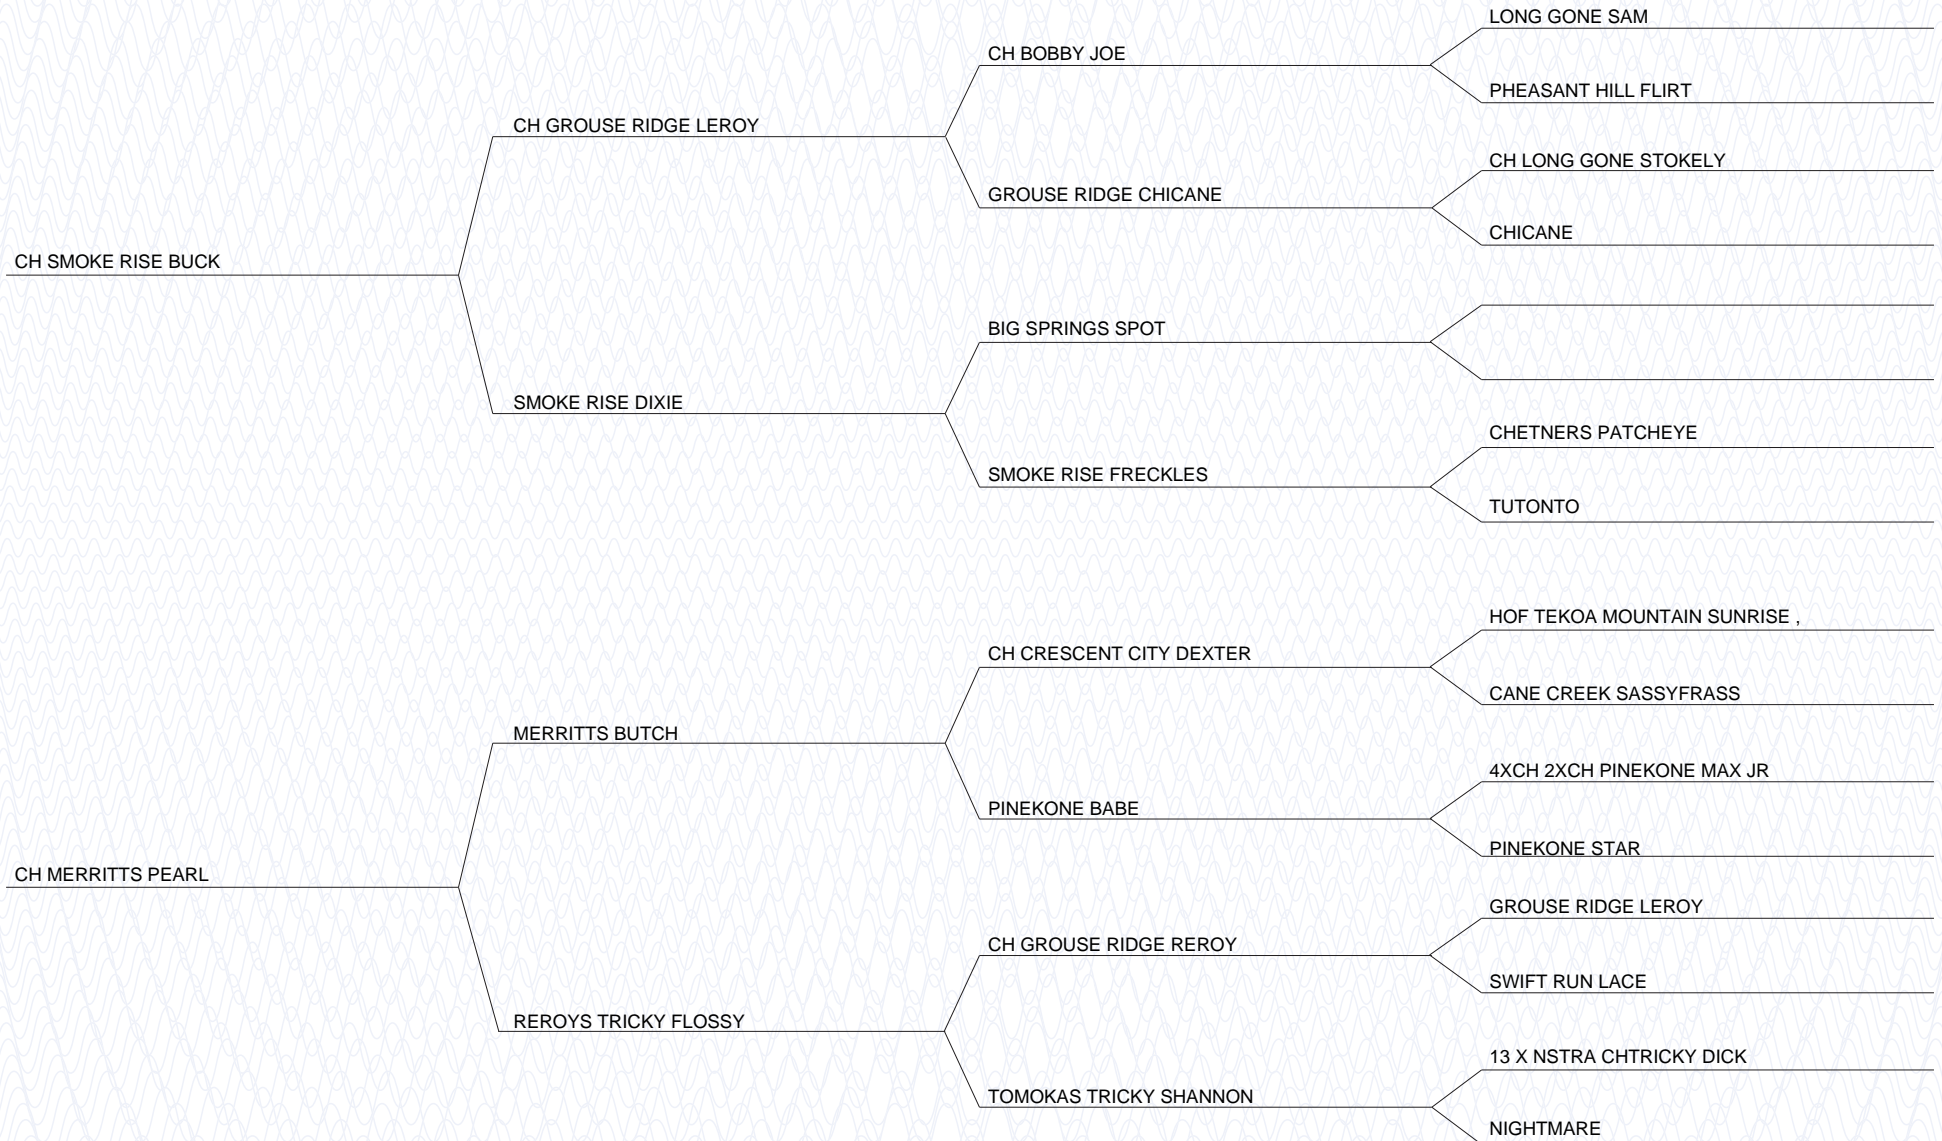 LONG GONE SAM
CH BOBBY JOE
PHEASANT HILL FLIRT
CH GROUSE RIDGE LEROY
CH LONG GONE STOKELY
GROUSE RIDGE CHICANE
CHICANE
CH SMOKE RISE BUCK
BIG SPRINGS SPOT
SMOKE RISE DIXIE
CHETNERS PATCHEYE
SMOKE RISE FRECKLES
TUTONTO
HOF TEKOA MOUNTAIN SUNRISE ,
CH CRESCENT CITY DEXTER
CANE CREEK SASSYFRASS
MERRITTS BUTCH
4XCH 2XCH PINEKONE MAX JR
PINEKONE BABE
PINEKONE STAR
CH MERRITTS PEARL
GROUSE RIDGE LEROY
CH GROUSE RIDGE REROY
SWIFT RUN LACE
REROYS TRICKY FLOSSY
13 X NSTRA CHTRICKY DICK
TOMOKAS TRICKY SHANNON
NIGHTMARE